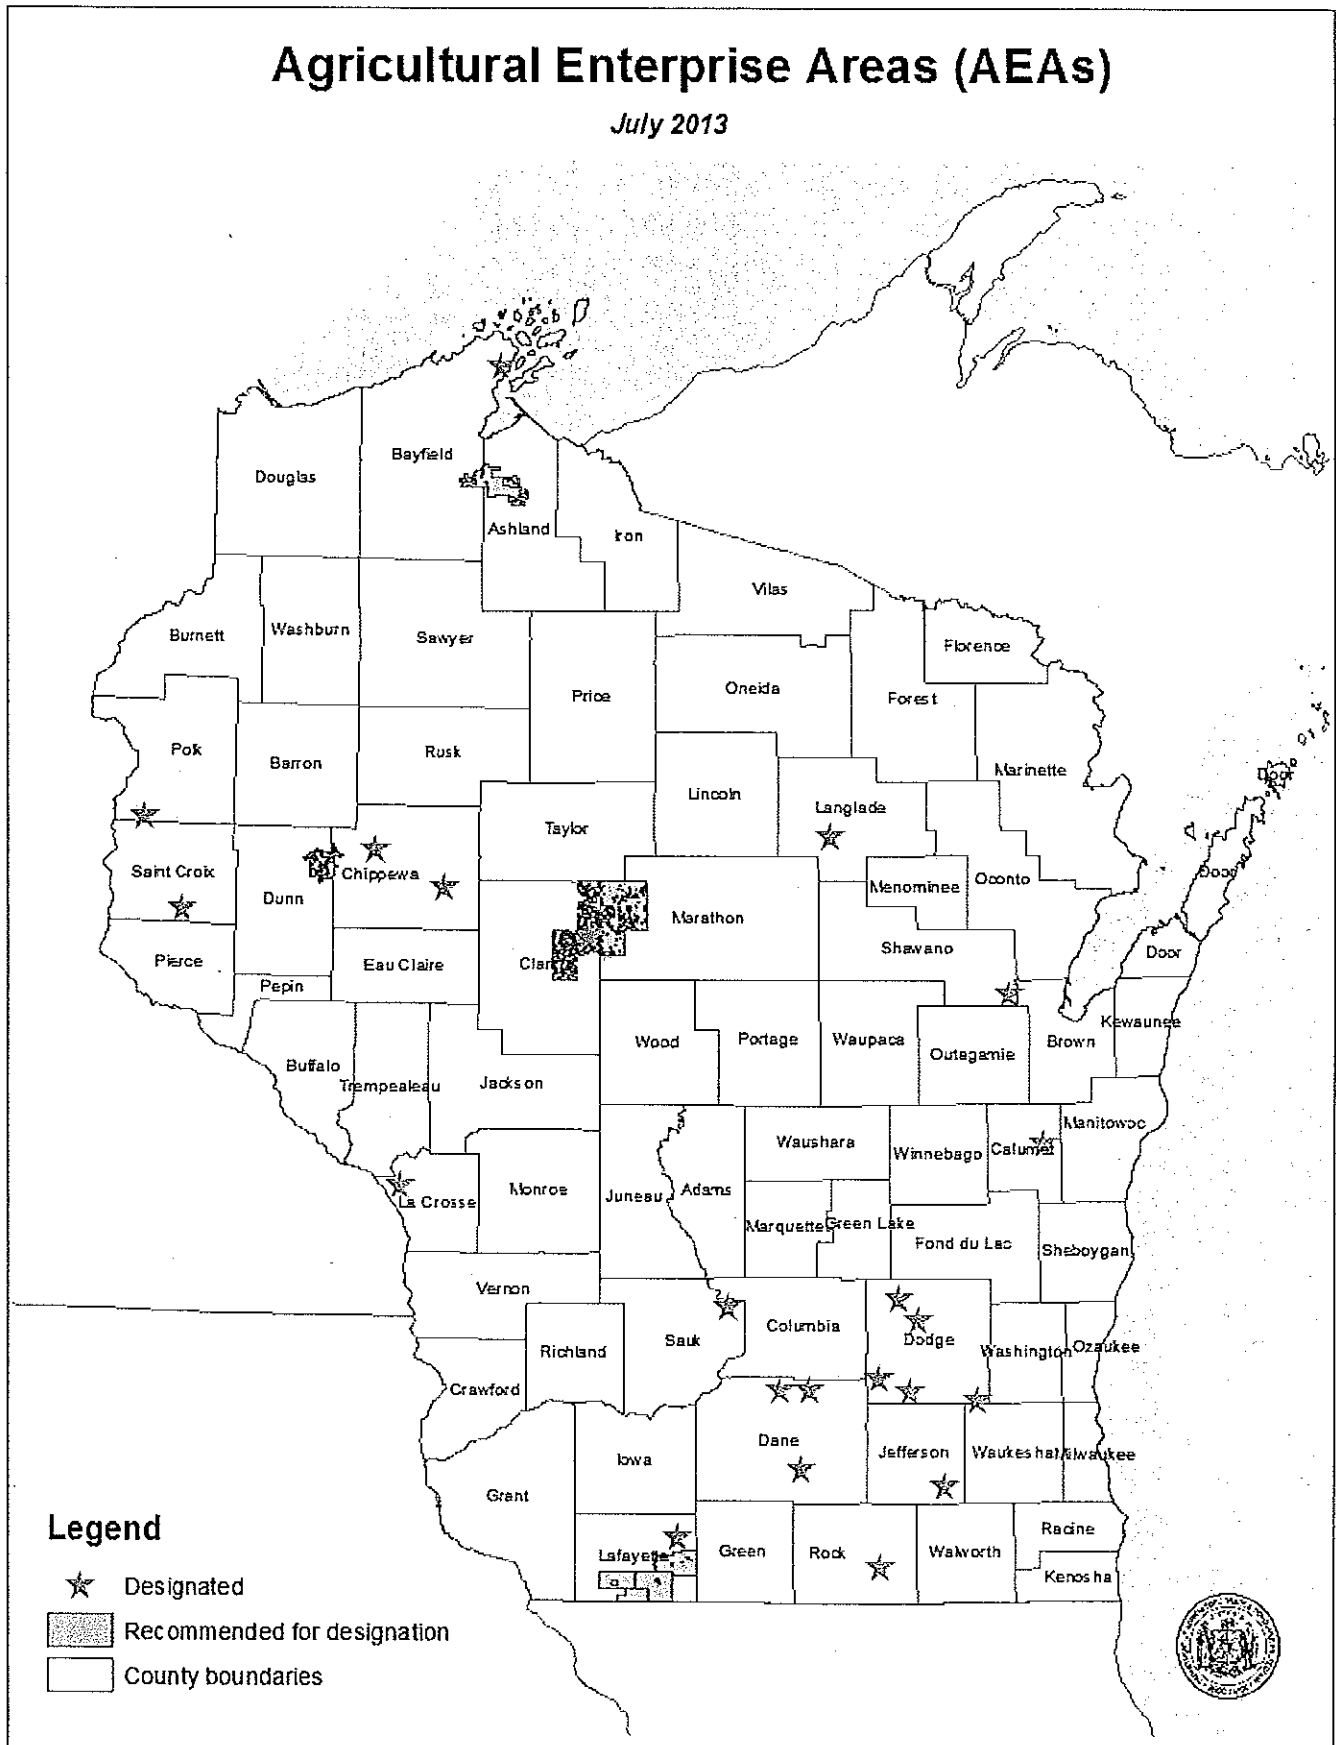 Agricultural Enterprise Areas (AEAs)
July 2013
Bayfield
Douglas
Ashland
Iron
Vilas
Burnett
Washburn
Sawyer
Florence
Price
Oneida
Forest
Polk
Barron
Rusk
Marinette
Door
Lincoln
Langlade
Taylor
Saint Croix
Chippewa
Door
Dunn
Menominee
Oconto
Marathon
Pierce
Eau Claire
Clark
Shawano
Door
Pepin
Kewaunee
Wood
Portage
Waupaca
Outagamie
Brown
Buffalo
Trempealeau
Jackson
Manitowoc
Waushara
Winnebago
Calumet
La Crosse
Monroe
Juneau
Adams
Marquette
Green Lake
Fond du Lac
Sheboygan
Vernon
Sauk
Columbia
Dodge
Richland
Washington
Ozaukee
Crawford
Dane
Iowa
Jefferson
Waukesha
Milwaukee
Grant
Lafayette
Green
Rock
Walworth
Racine
Kenosha
Legend
Designated
Recommended for designation
County boundaries